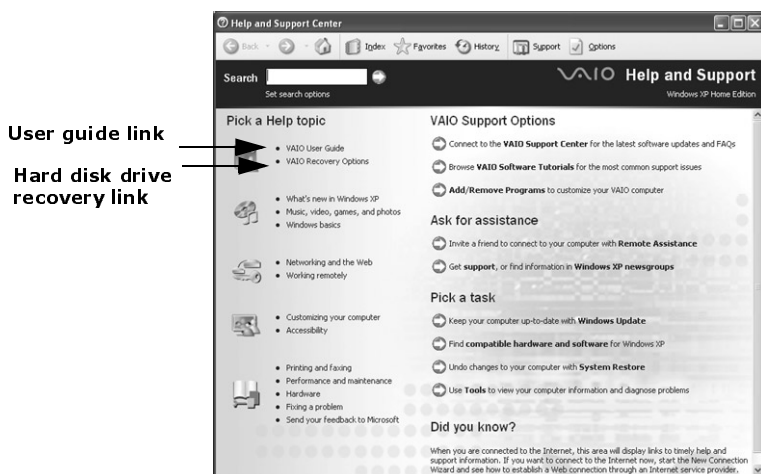 Help and Support Center
Back
Index Favorites History Support Options
Search
Set search options
VAIO Help and Support
Windows XP Home Edition
User guide link
Hard disk drive
recovery link
Pick a Help topic
VAIO User Guide
VAIO Recovery Options
What's new in Windows XP
Music, video, games, and photos
Windows basics
Networking and the Web
Working remotely
Customizing your computer
Accessibility
Printing and faxing
Performance and maintenance
Hardware
Fixing a problem
Send your feedback to Microsoft
VAIO Support Options
Connect to the VAIO Support Center for the latest software updates and FAQs
Browse VAIO Software Tutorials for the most common support issues
Add/Remove Programs to customize your VAIO computer
Ask for assistance
Invite a friend to connect to your computer with Remote Assistance
Get support, or find information in Windows XP newsgroups
Pick a task
Keep your computer up-to-date with Windows Update
Find compatible hardware and software for Windows XP
Undo changes to your computer with System Restore
Use Tools to view your computer information and diagnose problems
Did you know?
When you are connected to the Internet, this area will display links to timely help and
support information. If you want to connect to the Internet now, start the New Connection
Wizard and see how to establish a Web connection through an Internet service provider.